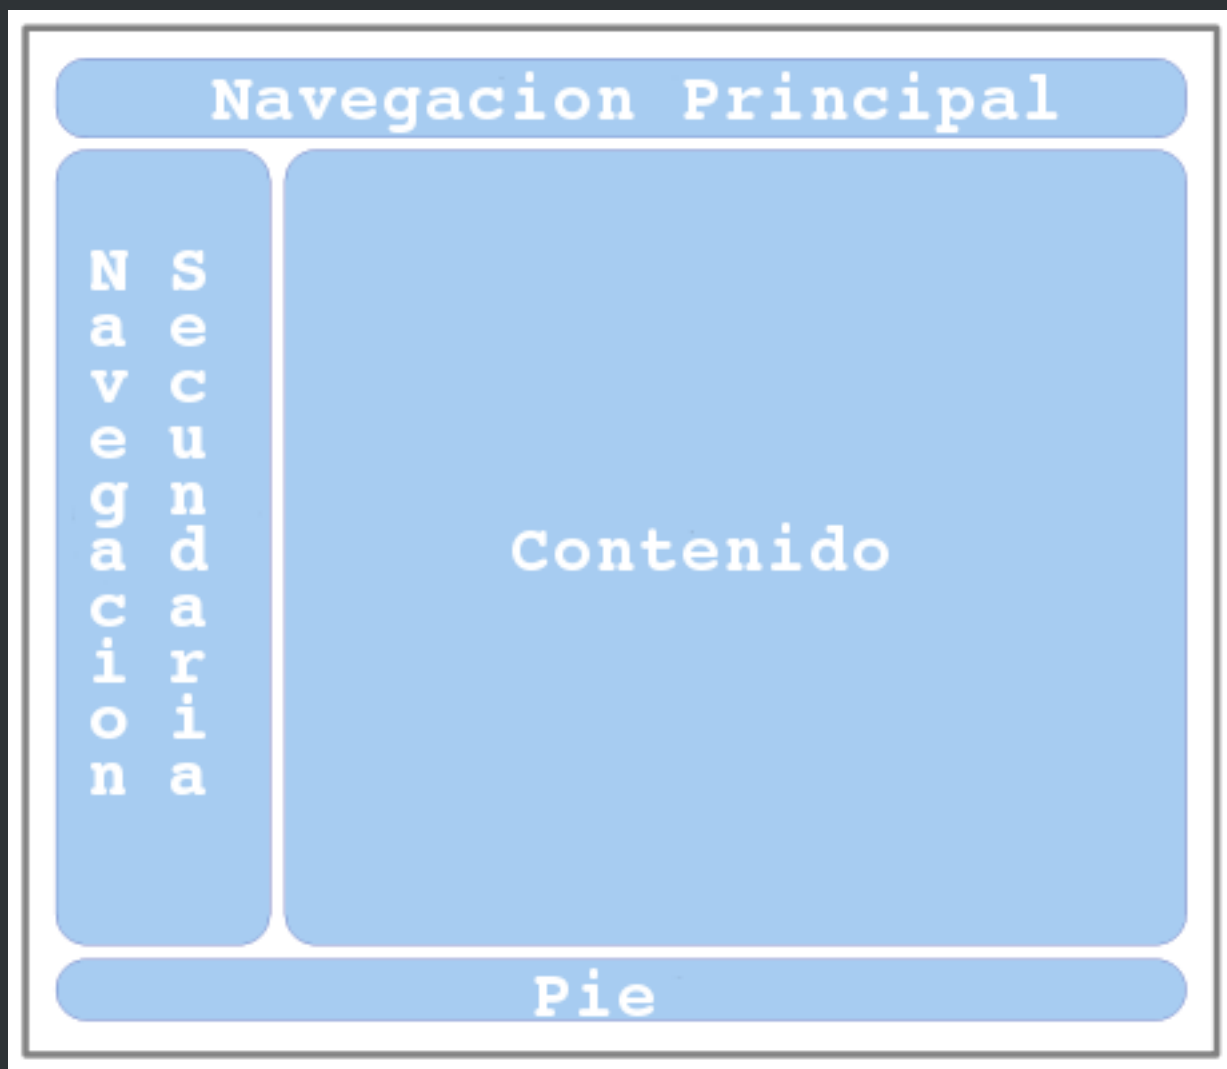 Navegacion Principal
Navegacion
Secundaria
Contenido
Pie